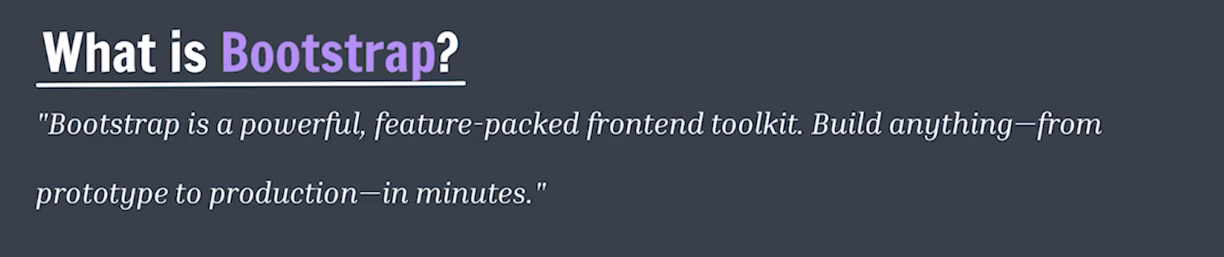 What is Bootstrap?
"Bootstrap is a powerful, feature-packed frontend toolkit. Build anything—from
prototype to production—in minutes."